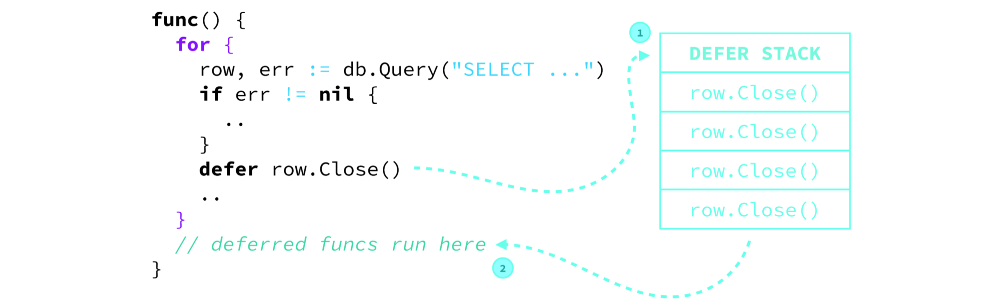 func() {
for {
row, err := db.Query("SELECT ...")
if err != nil {
..
}
defer row.Close()
..
}
// deferred funcs run here
}
1
DEFER STACK
row.Close()
row.Close()
row.Close()
row.Close()
2